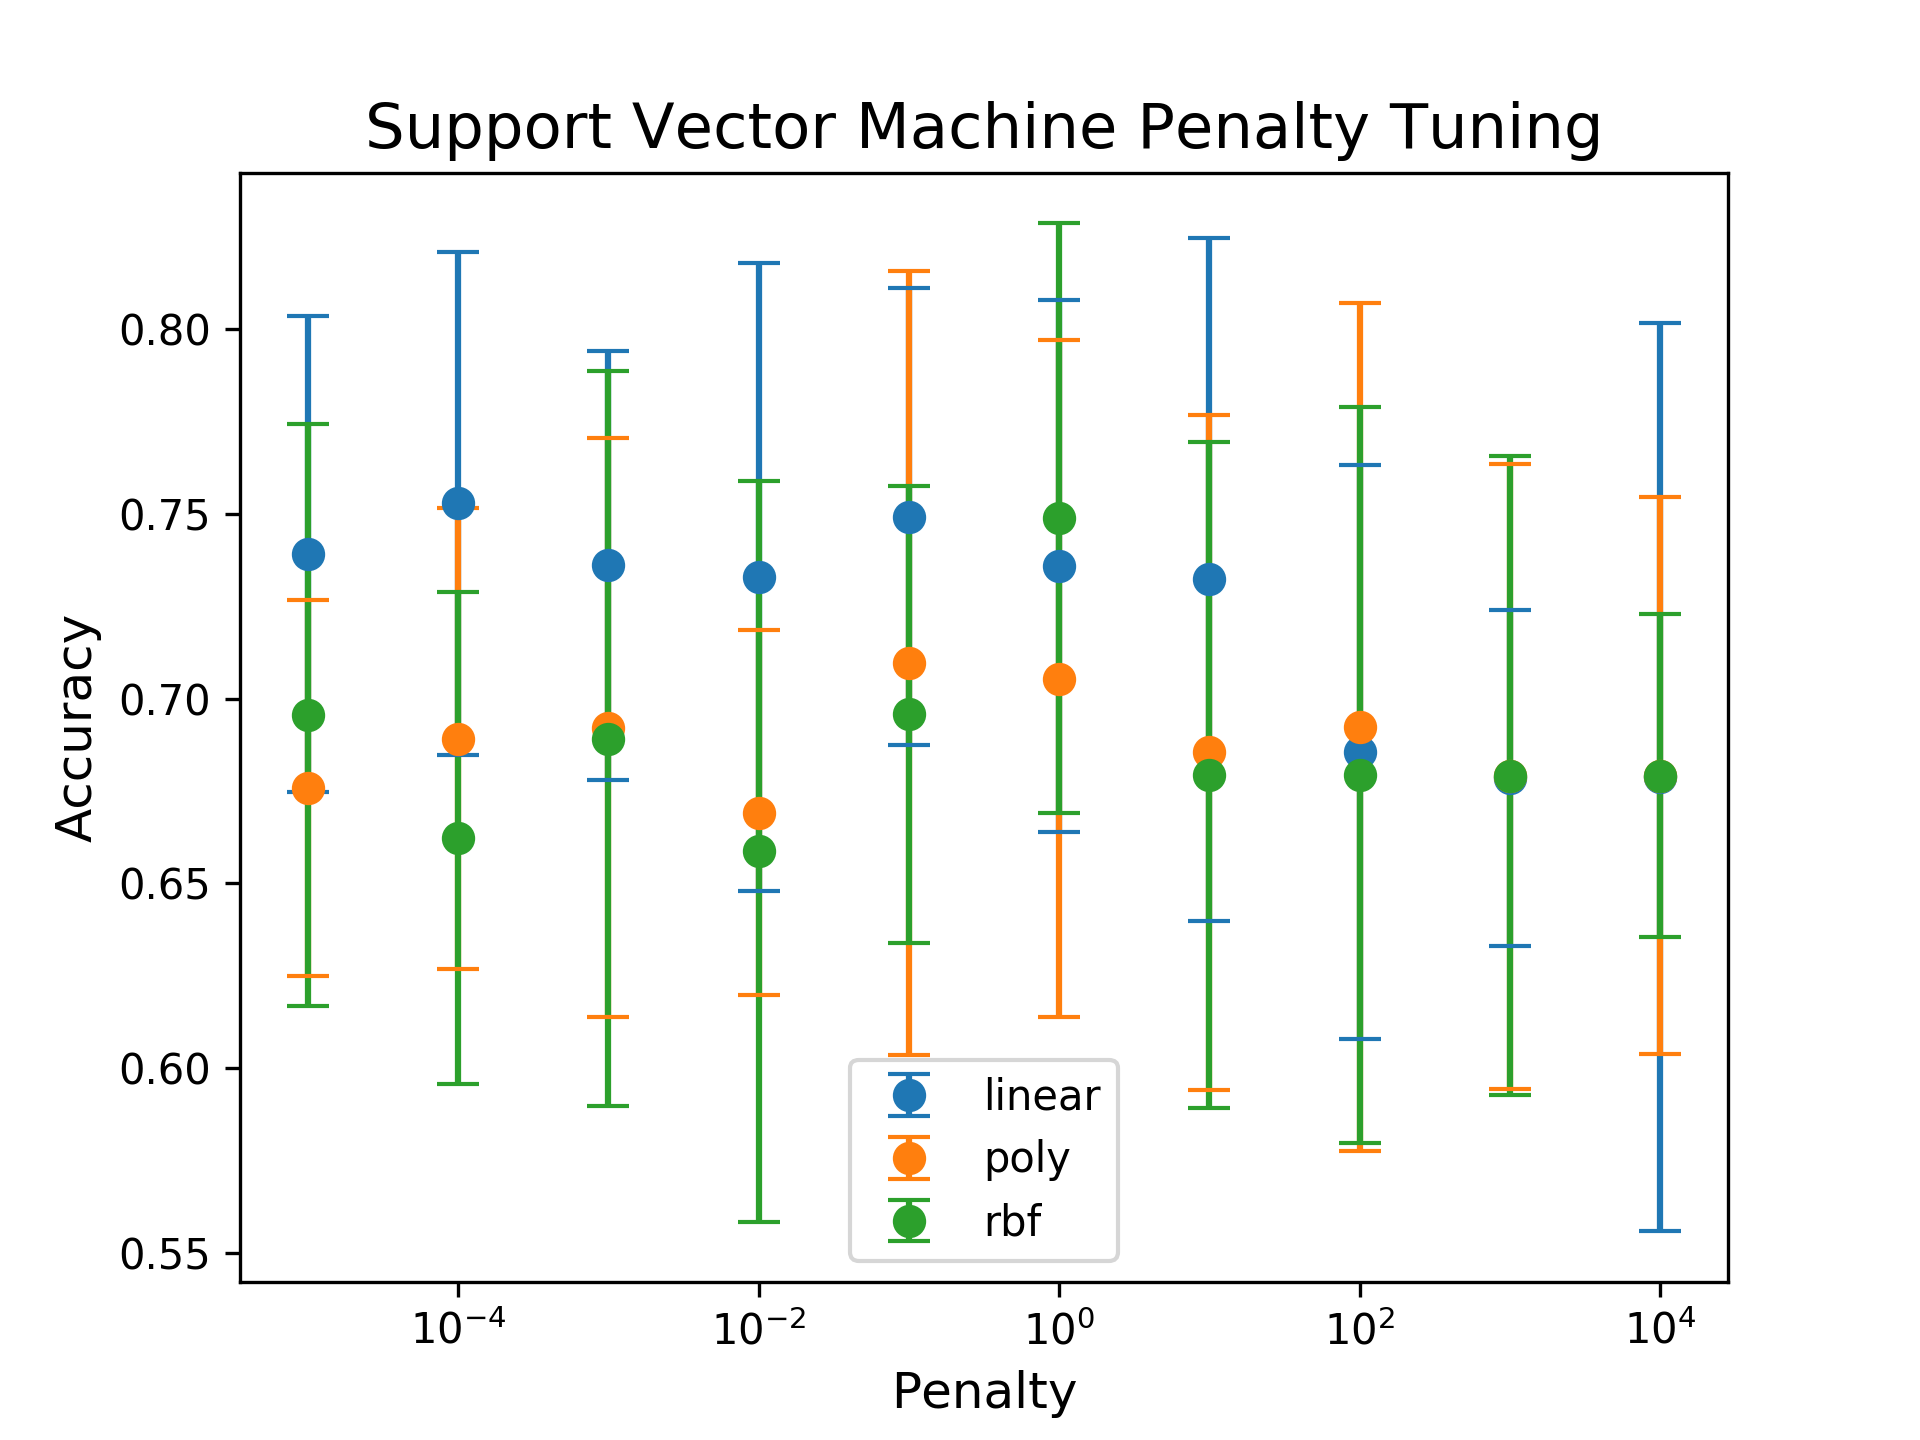 Support Vector Machine Penalty Tuning
Accuracy
0.80
0.75
0.70
0.65
0.60
0.55
linear
poly
rbf
10⁻⁴ 10⁻² 10⁰ 10² 10⁴
Penalty